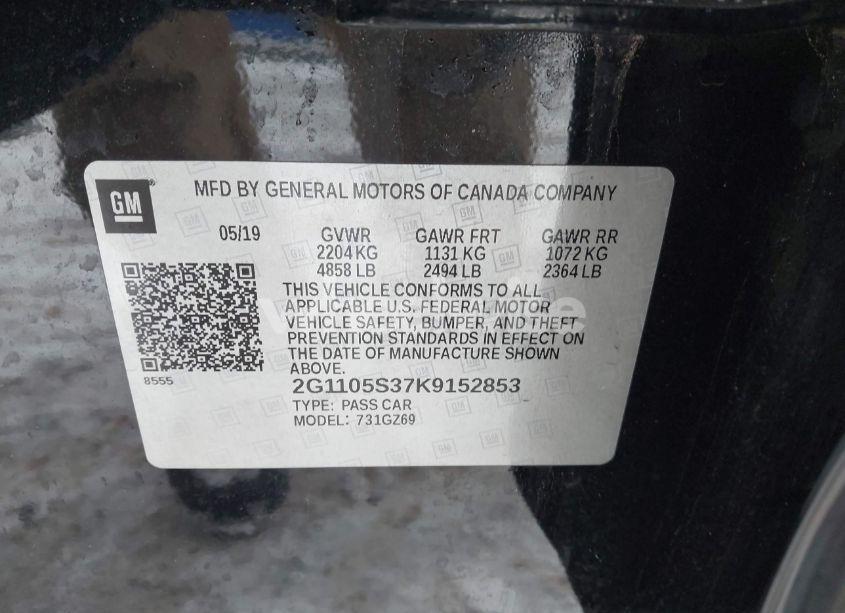 GM
MFD BY GENERAL MOTORS OF CANADA COMPANY
05/19 GVWR GAWR FRT GAWR RR
2204 KG 1131 KG 1072 KG
4858 LB 2494 LB 2364 LB
THIS VEHICLE CONFORMS TO ALL
APPLICABLE U.S. FEDERAL MOTOR
VEHICLE SAFETY, BUMPER, AND THEFT
PREVENTION STANDARDS IN EFFECT ON
THE DATE OF MANUFACTURE SHOWN
ABOVE.
8555
2G1105S37K9152853
TYPE: PASS CAR
MODEL: 731GZ69